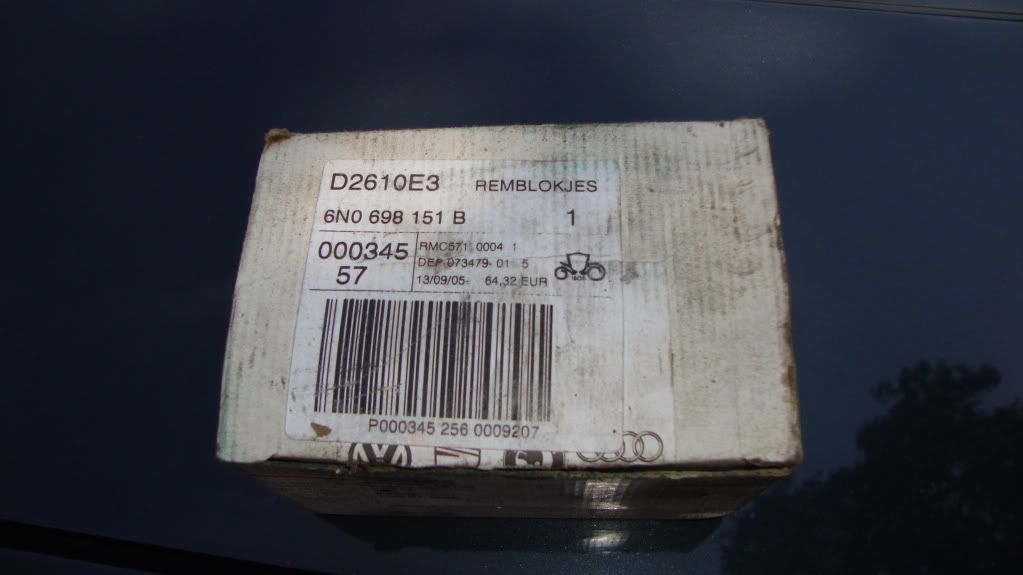 D2610E3 REMBLOKJES
6N0 698 151 B 1
000345
57
RMC571 0004 1
DEP 073479- 01 5
13/09/05- 64,32 EUR
P000345 256 0009207